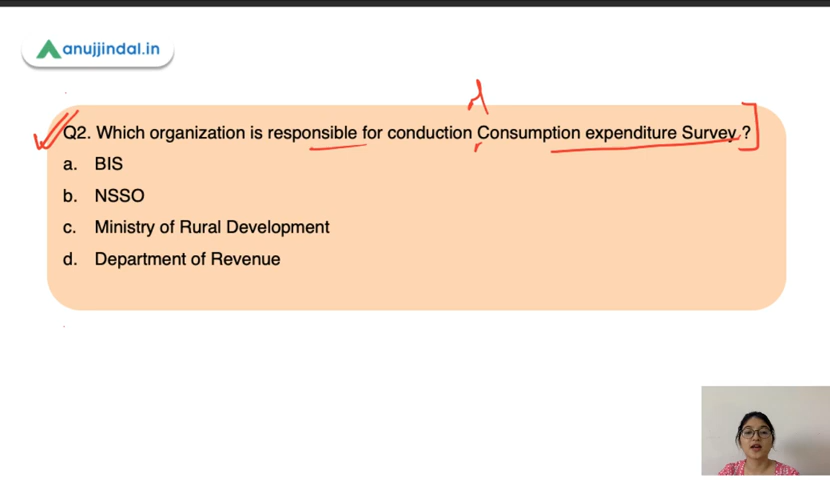 anujjindal.in
Q2. Which organization is responsible for conduction Consumption expenditure Survey ?
a. BIS
b. NSSO
c. Ministry of Rural Development
d. Department of Revenue